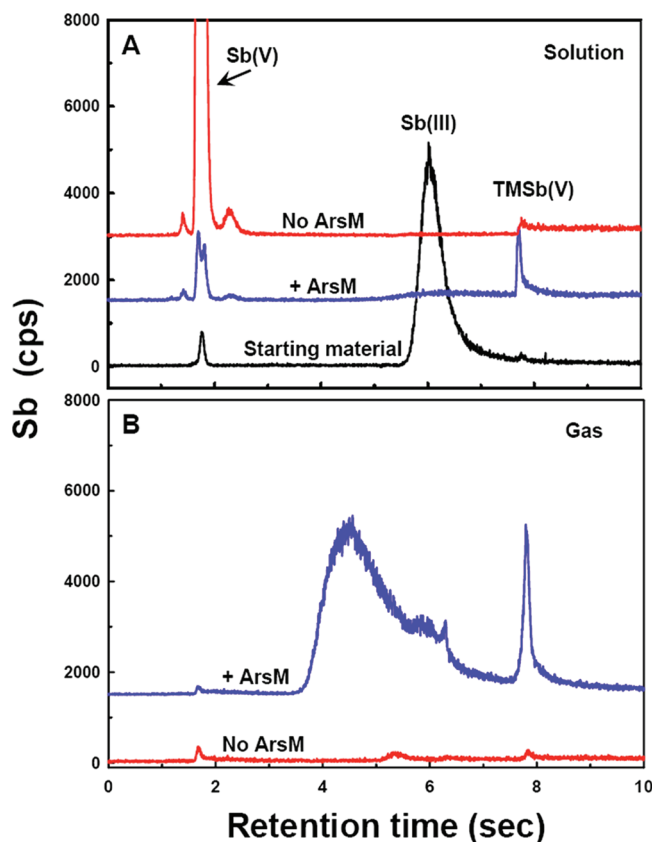 8000
A
Sb(V)
Solution
6000
Sb(III)
TMSb(V)
4000
No ArsM
2000
+ ArsM
Starting material
0
Sb (cps)
8000
B
Gas
6000
4000
2000
+ ArsM
No ArsM
0
0 2 4 6 8 10
Retention time (sec)